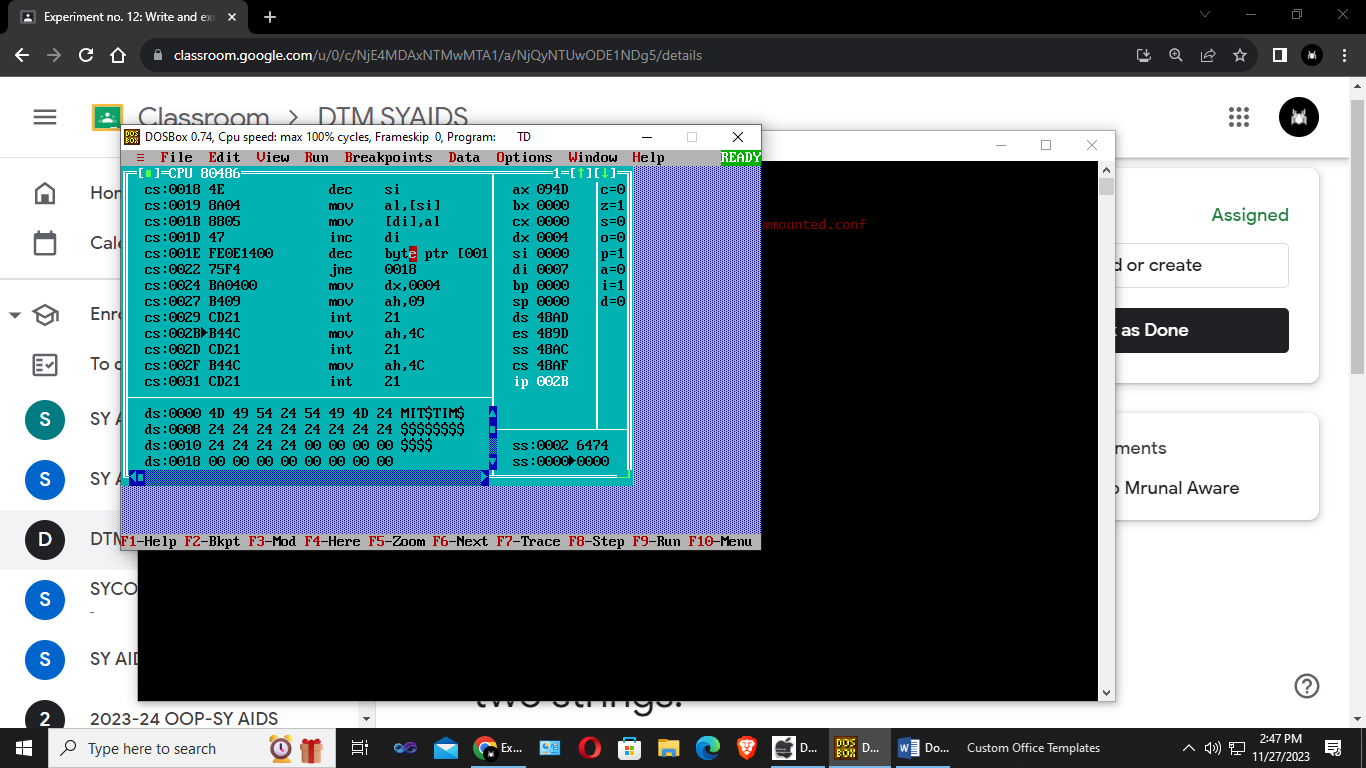 Experiment no. 12: Write and exe
classroom.google.com/u/0/c/NjE4MDAxNTMwMTA1/a/NjQyNTUwODE1NDg5/details
Classroom > DTM SYAIDS
DOSBox 0.74, Cpu speed: max 100% cycles, Frameskip 0, Program: TD
≡ File Edit View Run Breakpoints Data Options Window Help READY
[■]=CPU 80486 1=[↑][↓]
cs:0018 4E dec si ax 094D c=0
cs:0019 8A04 mov al,[si] bx 0000 z=1
cs:001B 8805 mov [di],al cx 0000 s=0
cs:001D 47 inc di dx 0004 o=0
cs:001E FE0E1400 dec byte ptr [001 si 0000 p=1
cs:0022 75F4 jne 0018 di 0007 a=0
cs:0024 BA0400 mov dx,0004 bp 0000 i=1
cs:0027 B409 mov ah,09 sp 0000 d=0
cs:0029 CD21 int 21 ds 48AD
cs:002B►B44C mov ah,4C es 489D
cs:002D CD21 int 21 ss 48AC
cs:002F B44C mov ah,4C cs 48AF
cs:0031 CD21 int 21 ip 002B
ds:0000 4D 49 54 24 54 49 4D 24 MIT$TIM$
ds:0008 24 24 24 24 24 24 24 24 $$$$$$$$
ds:0010 24 24 24 24 00 00 00 00 $$$$ ss:0002 6474
ds:0018 00 00 00 00 00 00 00 00 ss:0000►0000
F1-Help F2-Bkpt F3-Mod F4-Here F5-Zoom F6-Next F7-Trace F8-Step F9-Run F10-Menu
mmounted.conf
Hom
Cale
Enro
To d
S SY A
S SY A
D DTM
S SYCO
-
S SY AID
2 2023-24 OOP-SY AIDS
Assigned
d or create
as Done
ments
o Mrunal Aware
two strings.
Type here to search
Ex...
D...
D...
Do...
Custom Office Templates
2:47 PM
11/27/2023